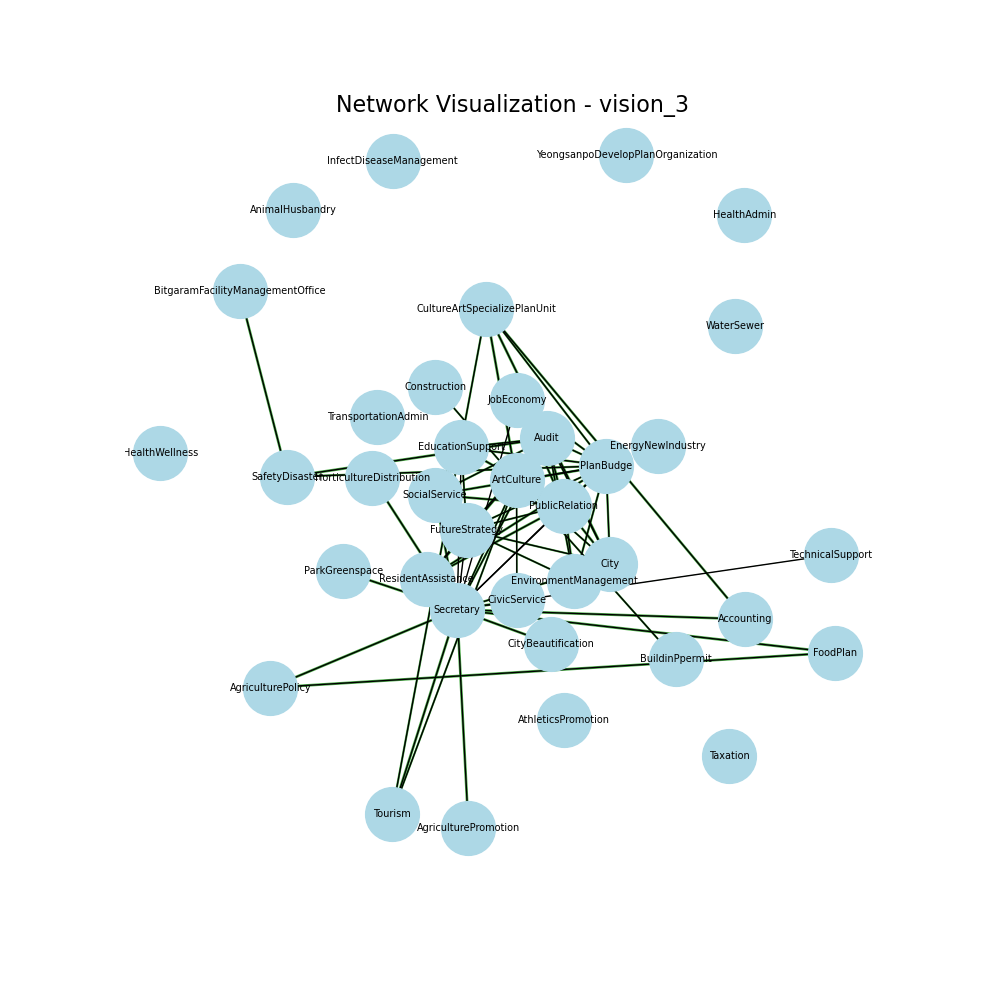 Network Visualization - vision_3
YeongsanpoDevelopPlanOrganization
InfectDiseaseManagement
AnimalHusbandry
HealthAdmin
BitgaramFacilityManagementOffice
CultureArtSpecializePlanUnit
WaterSewer
Construction
JobEconomy
TransportationAdmin
Audit
EducationSupport
EnergyNewIndustry
HealthWellness
PlanBudge
SafetyDisaster
HorticultureDistribution
ArtCulture
SocialService
PublicRelation
FutureStrategy
TechnicalSupport
City
ParkGreenspace
ResidentAssistance
EnvironmentManagement
CivicService
Secretary
Accounting
CityBeautification
FoodPlan
BuildinPpermit
AgriculturePolicy
AthleticsPromotion
Taxation
Tourism
AgriculturePromotion